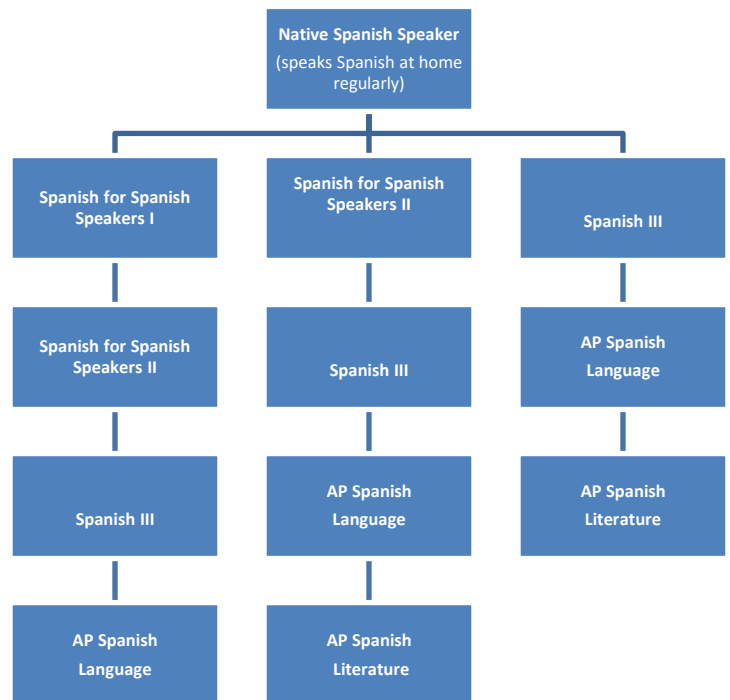 Native Spanish Speaker
(speaks Spanish at home
regularly)
Spanish for Spanish
Speakers I
Spanish for Spanish
Speakers II
Spanish III
Spanish for Spanish
Speakers II
Spanish III
AP Spanish
Language
Spanish III
AP Spanish
Language
AP Spanish
Literature
AP Spanish
Language
AP Spanish
Literature